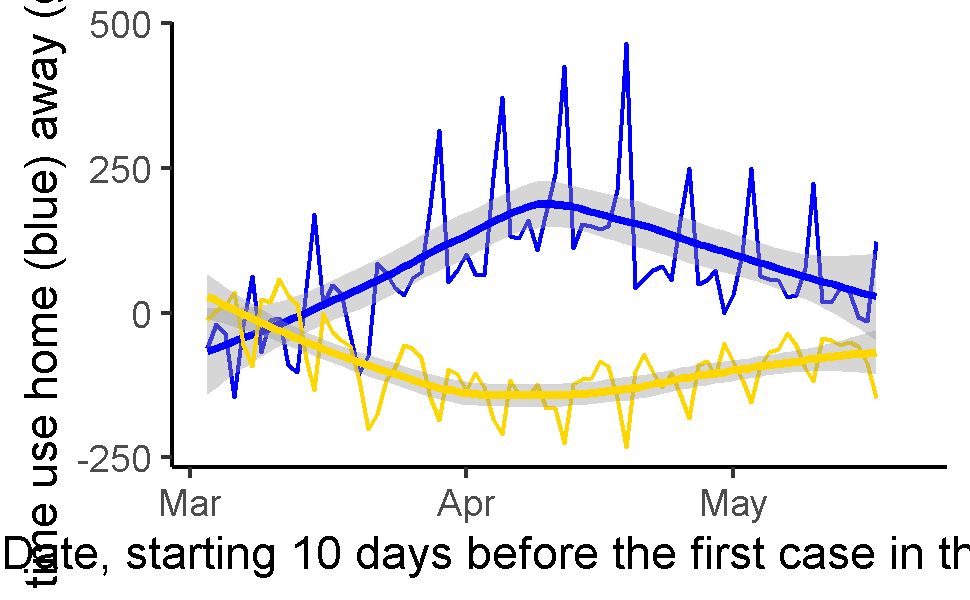 500
250
0
-250
Mar Apr May
time use home (blue) away (
Date, starting 10 days before the first case in th